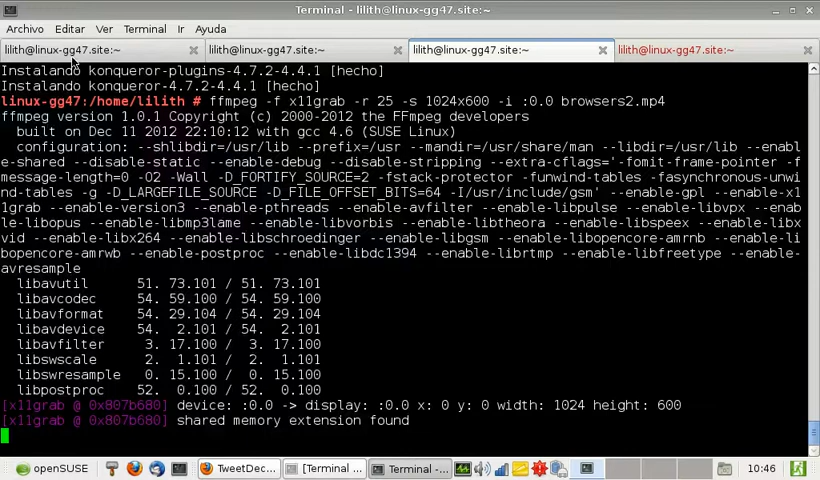 Terminal - lilith@linux-gg47.site:~
Archivo Editar Ver Terminal Ir Ayuda
lilith@linux-gg47.site:~ lilith@linux-gg47.site:~ lilith@linux-gg47.site:~ lilith@linux-gg47.site:~
Instalando konqueror-plugins-4.7.2-4.4.1 [hecho]
Instalando konqueror-plugins-4.7.2-4.4.1 [hecho]
linux-gg47:/home/lilith # ffmpeg -f x11grab -r 25 -s 1024x600 -i :0.0 browsers2.mp4
ffmpeg version 1.0.1 Copyright (c) 2000-2012 the FFmpeg developers
built on Dec 11 2012 22:10:12 with gcc 4.6 (SUSE Linux)
configuration: --shlibdir=/usr/lib --prefix=/usr --mandir=/usr/share/man --libdir=/usr/lib --enabl
e-shared --disable-static --enable-debug --disable-stripping --extra-cflags='-fomit-frame-pointer -f
message-length=0 -O2 -Wall -D_FORTIFY_SOURCE=2 -fstack-protector -funwind-tables -fasynchronous-unwi
nd-tables -g -D_LARGEFILE_SOURCE -D_FILE_OFFSET_BITS=64 -I/usr/include/gsm' --enable-gpl --enable-x1
1grab --enable-version3 --enable-pthreads --enable-avfilter --enable-libpulse --enable-libvpx --enab
le-libopus --enable-libmp3lame --enable-libvorbis --enable-libtheora --enable-libspeex --enable-libx
vid --enable-libx264 --enable-libschroedinger --enable-libgsm --enable-libopencore-amrnb --enable-li
bopencore-amrwb --enable-postproc --enable-libdc1394 --enable-librtmp --enable-libfreetype --enable-
avresample
libavutil 51. 73.101 / 51. 73.101
libavcodec 54. 59.100 / 54. 59.100
libavformat 54. 29.104 / 54. 29.104
libavdevice 54. 2.101 / 54. 2.101
libavfilter 3. 17.100 / 3. 17.100
libswscale 2. 1.101 / 2. 1.101
libswresample 0. 15.100 / 0. 15.100
libpostproc 52. 0.100 / 52. 0.100
[x11grab @ 0x807b680] device: :0.0 -> display: :0.0 x: 0 y: 0 width: 1024 height: 600
[x11grab @ 0x807b680] shared memory extension found
openSUSE TweetDec... [Terminal ... Terminal -... 10:46